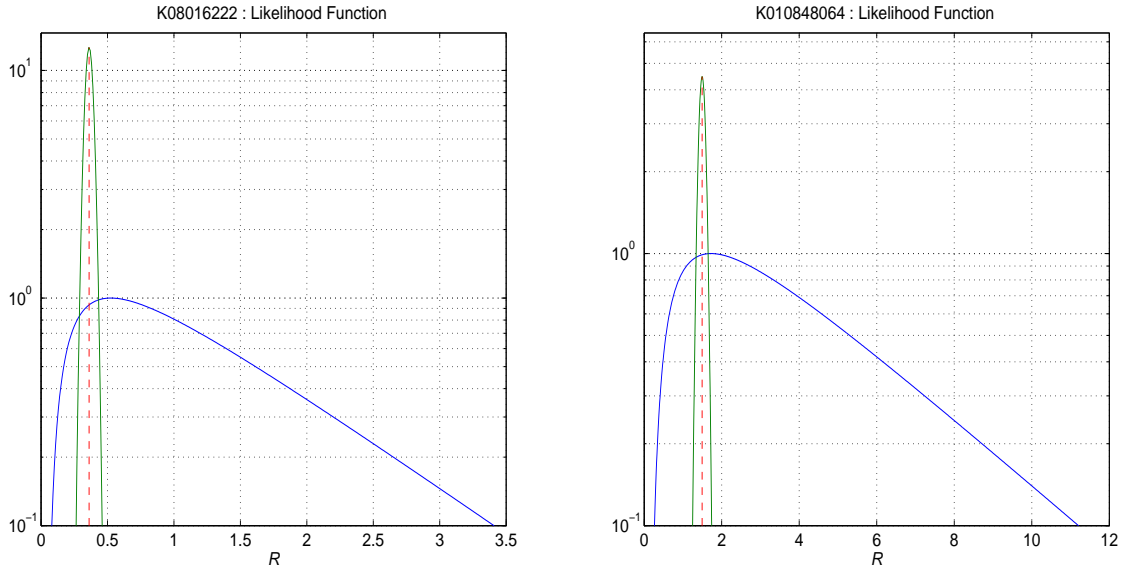 K08016222 : Likelihood Function
10^1
10^0
10^-1
0 0.5 1 1.5 2 2.5 3 3.5
R
K010848064 : Likelihood Function
10^0
10^-1
0 2 4 6 8 10 12
R